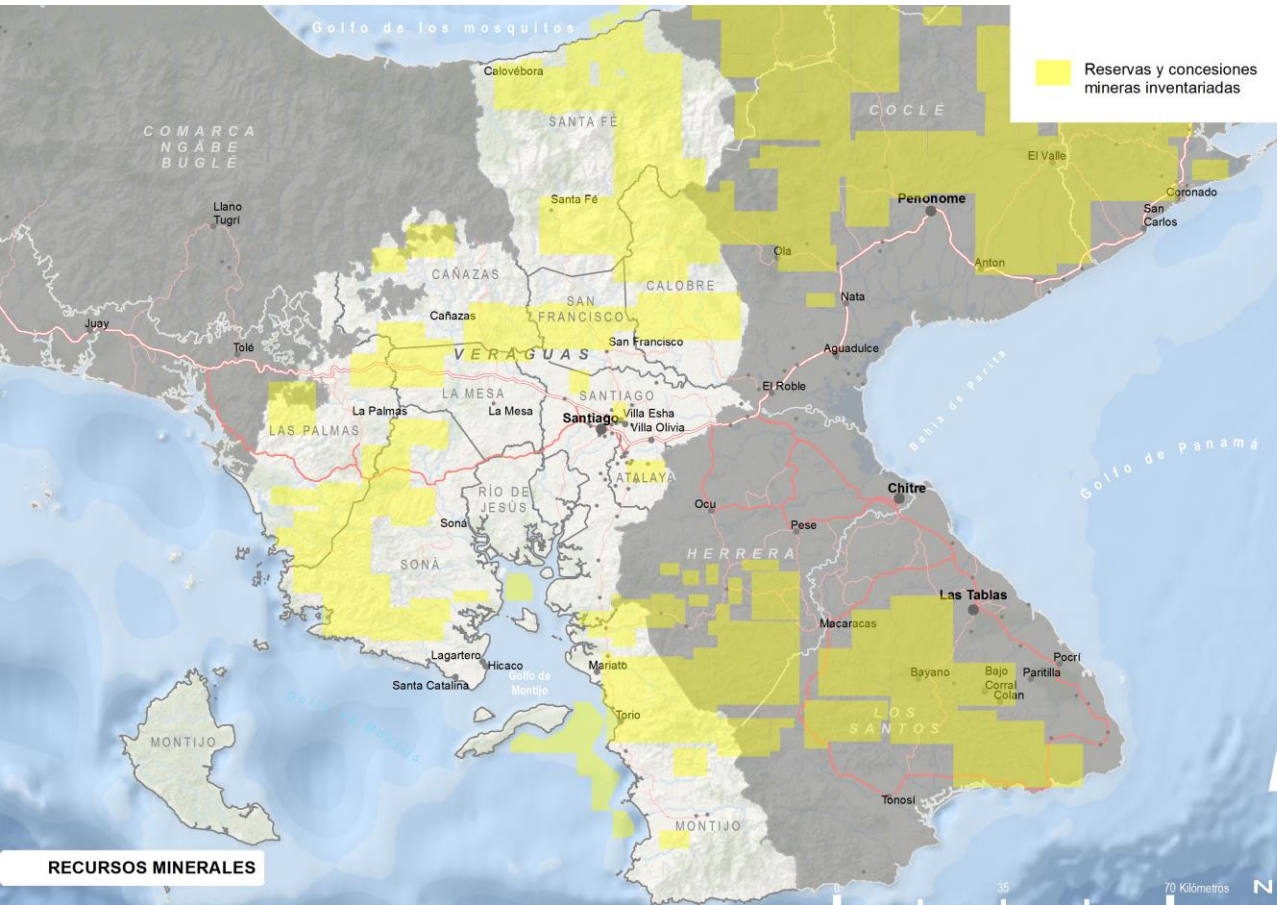 Golfo de los mosquitos
Reservas y concesiones
mineras inventariadas
Calovébora
COCLÉ
SANTA FÉ
COMARCA
NGÄBE
BUGLÉ
El Valle
Coronado
Santa Fé
Penonome
Llano
Tugrí
San
Carlos
Ola
Anton
CAÑAZAS
CALOBRE
SAN
FRANCISCO
Nata
Cañazas
Juay
San Francisco
Tolé
VERAGUAS
Aguadulce
Bahia de Parita
El Roble
LA MESA
SANTIAGO
La Palmas
La Mesa
Santiago
Villa Esha
Villa Olivia
LAS PALMAS
Golfo de Panamá
ATALAYA
Chitre
RÍO DE
JESÚS
Ocu
Soná
Pese
HERRERA
SONÁ
Las Tablas
Macaracas
Lagartero
Hicaco
Mariato
Pocrí
Santa Catalina
Golfo de
Montijo
Bayano
Bajo
Corral
Paritilla
Colan
Torio
LOS
SANTOS
MONTIJO
Tonosí
MONTIJO
RECURSOS MINERALES
0
35
70 Kilómetros
N